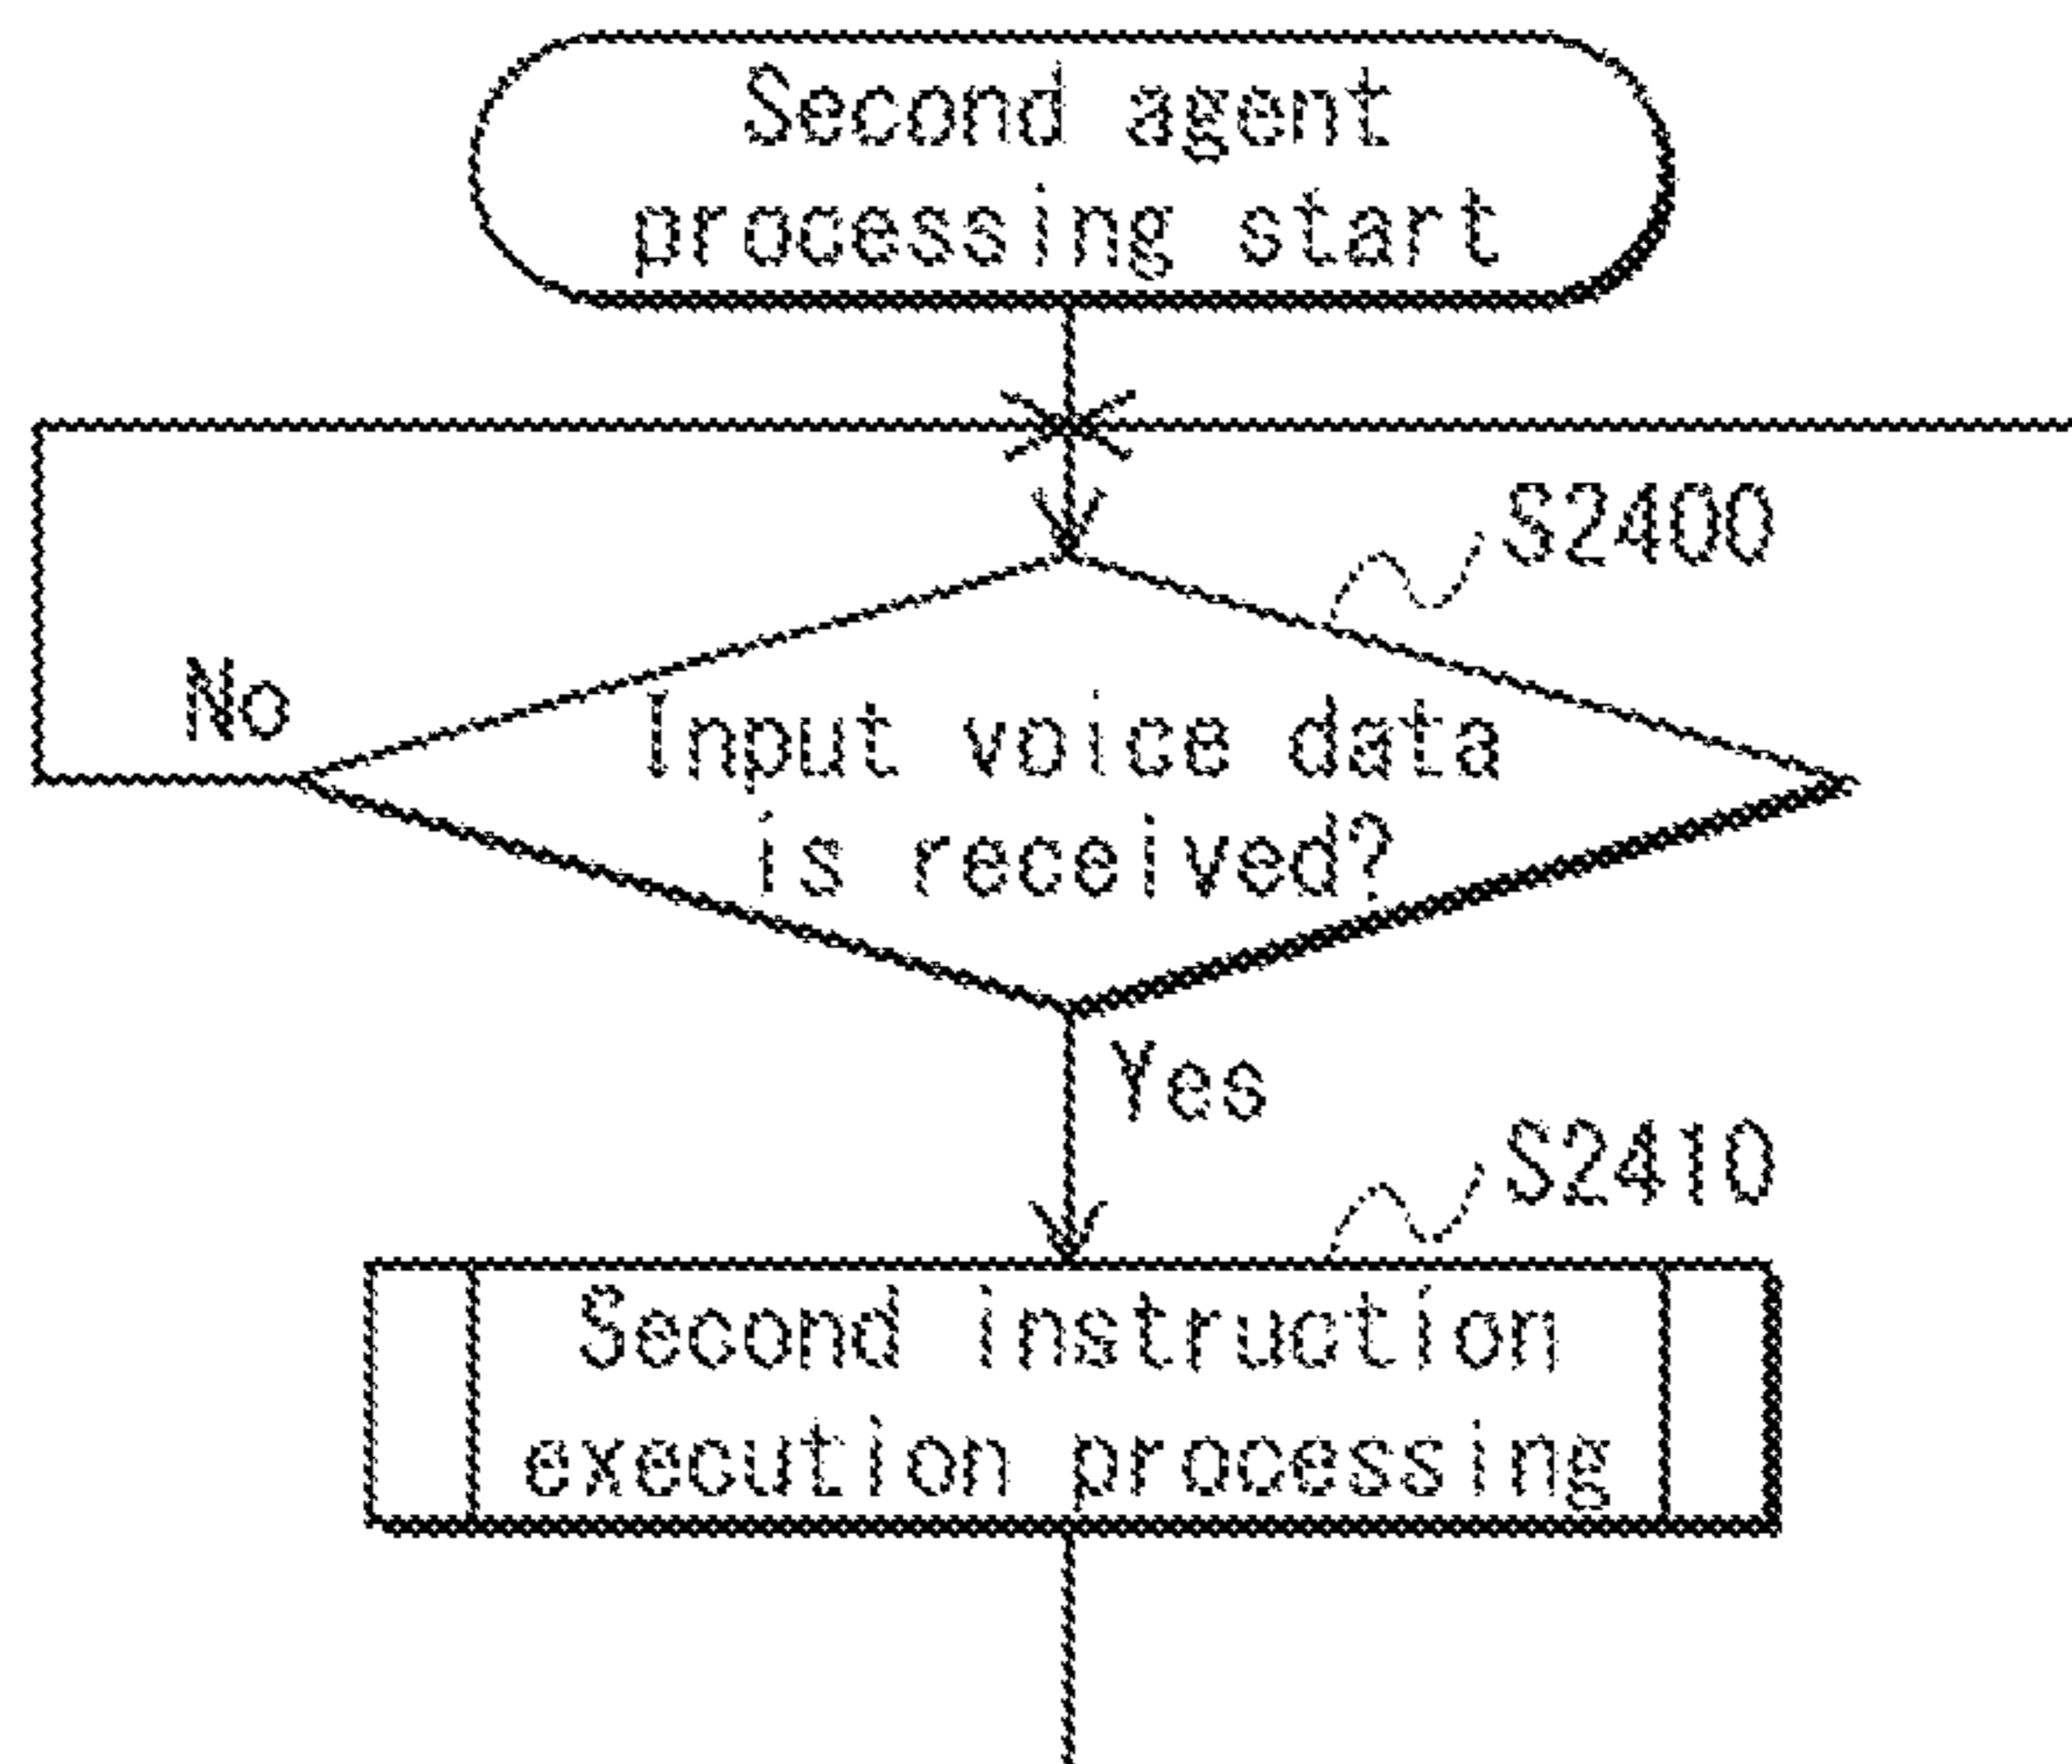 Second agent
processing start
S2400
No
Input voice data
is received?
Yes
S2410
Second instruction
execution processing